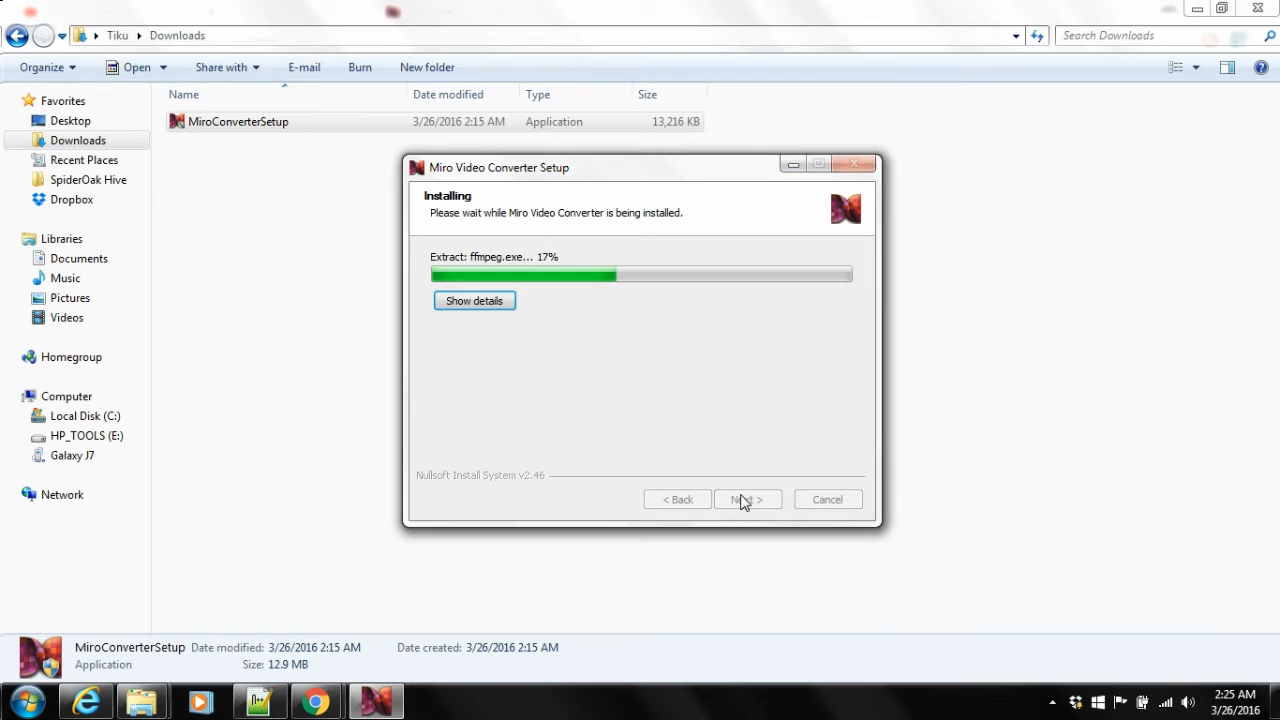 Tiku Downloads Search Downloads
Organize Open Share with E-mail Burn New folder
Name Date modified Type Size
MiroConverterSetup 3/26/2016 2:15 AM Application 13,216 KB
Favorites
Desktop
Downloads
Recent Places
SpiderOak Hive
Dropbox
Libraries
Documents
Music
Pictures
Videos
Homegroup
Computer
Local Disk (C:)
HP_TOOLS (E:)
Galaxy J7
Network
Miro Video Converter Setup
Installing
Please wait while Miro Video Converter is being installed.
Extract: ffmpeg.exe... 17%
Show details
Nullsoft Install System v2.46
< Back Next > Cancel
MiroConverterSetup Date modified: 3/26/2016 2:15 AM Date created: 3/26/2016 2:15 AM
Application Size: 12.9 MB
2:25 AM
3/26/2016